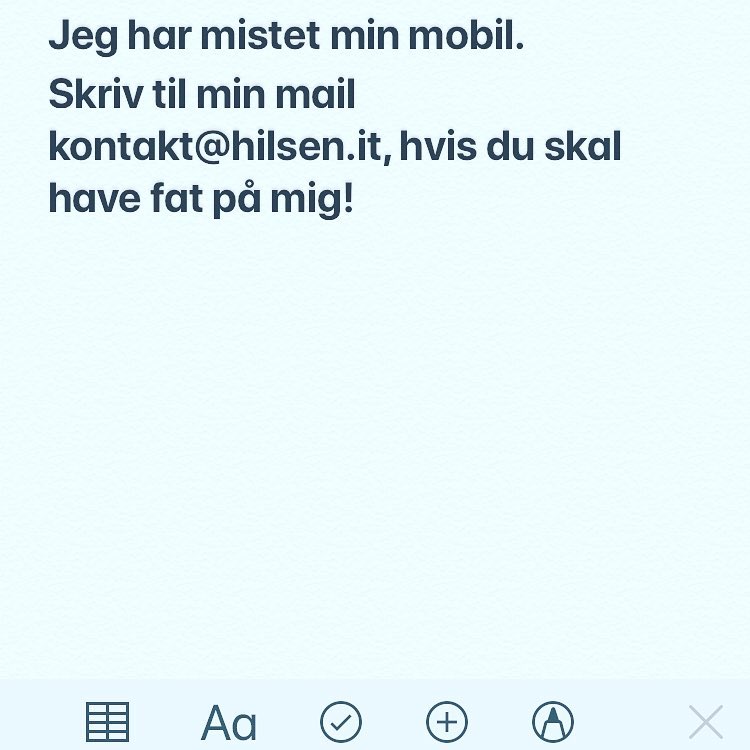 Jeg har mistet min mobil.
Skriv til min mail
kontakt@hilsen.it, hvis du skal
have fat på mig!
Aa